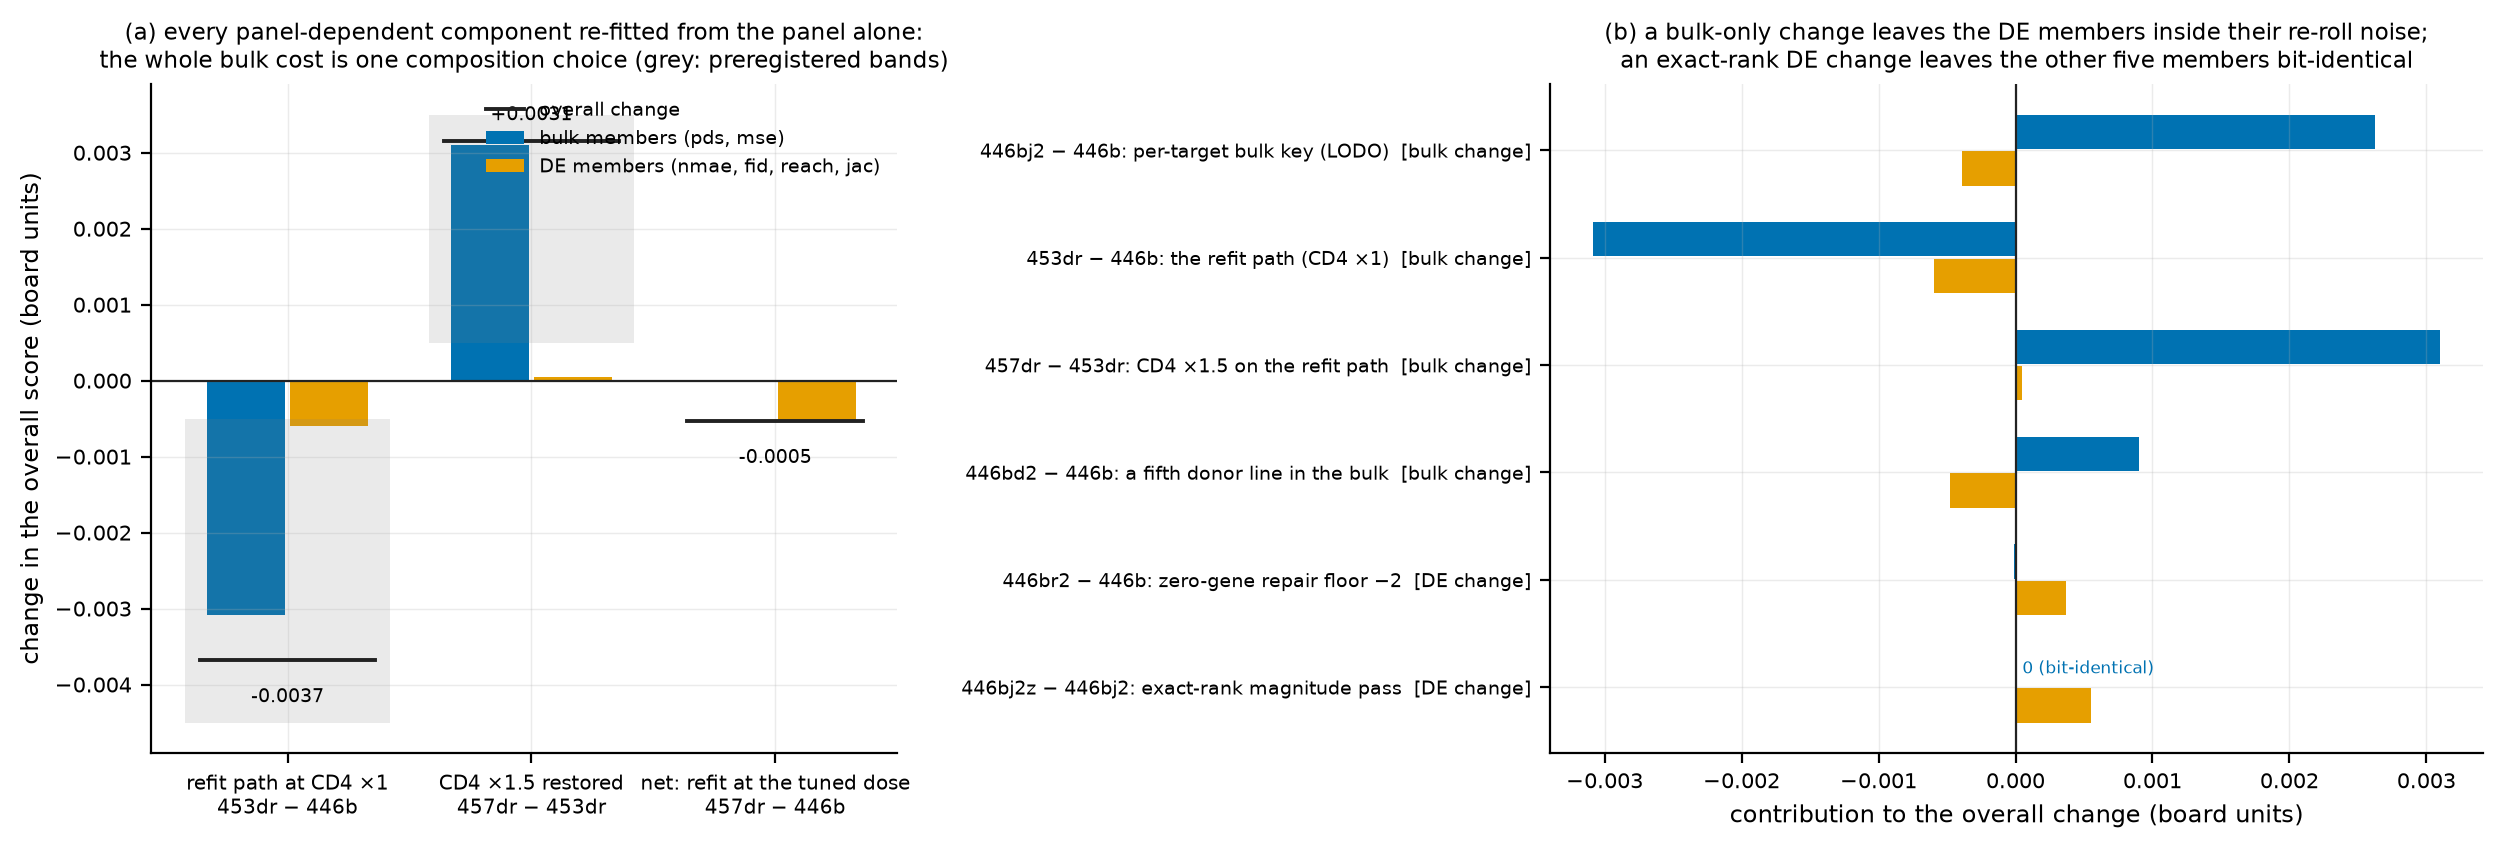 (a) every panel-dependent component re-fitted from the panel alone:
the whole bulk cost is one composition choice (grey: preregistered bands)
change in the overall score (board units)
0.003
0.002
0.001
0.000
−0.001
−0.002
−0.003
−0.004
+0.0031
overall change
bulk members (pds, mse)
DE members (nmae, fid, reach, jac)
-0.0037
-0.0005
refit path at CD4 ×1
453dr − 446b
CD4 ×1.5 restored
457dr − 453dr
net: refit at the tuned dose
457dr − 446b
(b) a bulk-only change leaves the DE members inside their re-roll noise;
an exact-rank DE change leaves the other five members bit-identical
446bj2 − 446b: per-target bulk key (LODO) [bulk change]
453dr − 446b: the refit path (CD4 ×1) [bulk change]
457dr − 453dr: CD4 ×1.5 on the refit path [bulk change]
446bd2 − 446b: a fifth donor line in the bulk [bulk change]
446br2 − 446b: zero-gene repair floor −2 [DE change]
446bj2z − 446bj2: exact-rank magnitude pass [DE change]
0 (bit-identical)
−0.003
−0.002
−0.001
0.000
0.001
0.002
0.003
contribution to the overall change (board units)